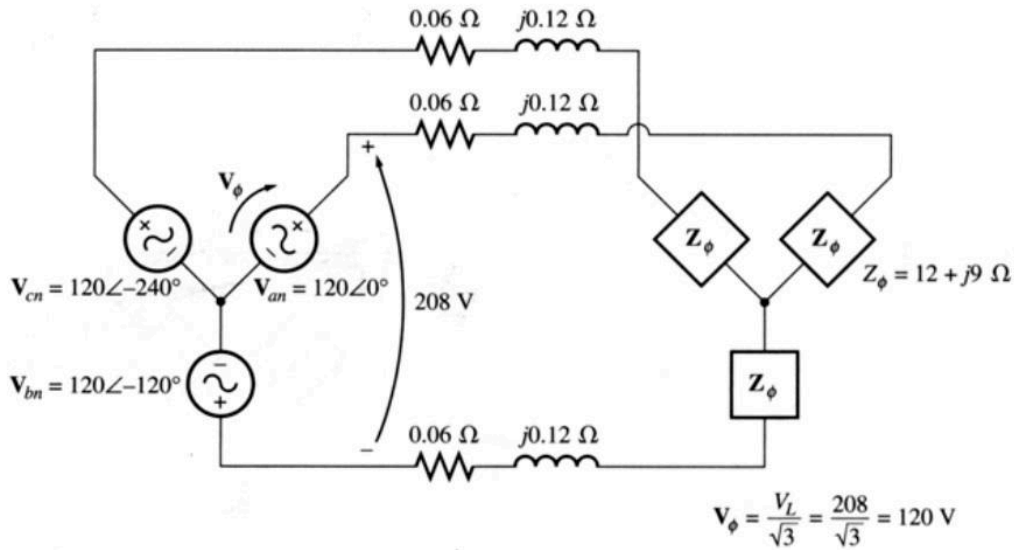 0.06 Ω j0.12 Ω
0.06 Ω j0.12 Ω
+
V_ϕ
× ×
− −
Z_ϕ Z_ϕ
V_cn = 120∠−240° V_an = 120∠0° 208 V Z_ϕ = 12 + j9 Ω
−
V_bn = 120∠−120° Z_ϕ
+
0.06 Ω j0.12 Ω
−
V_ϕ = V_L/√3 = 208/√3 = 120 V